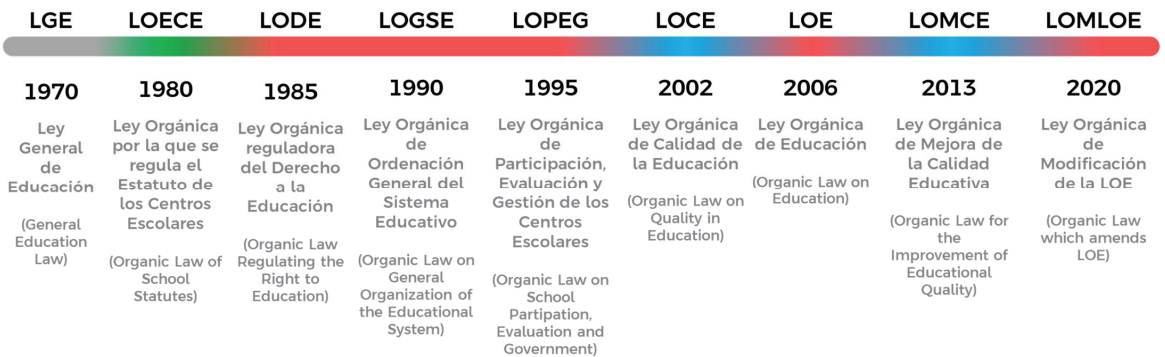 LGE
LOECE
LODE
LOGSE
LOPEG
LOCE
LOE
LOMCE
LOMLOE
1970
Ley
General
de
Educación
(General
Education
Law)
1980
Ley Orgánica
por la que se
regula el
Estatuto de
los Centros
Escolares
(Organic Law of
School
Statutes)
1985
Ley Orgánica
reguladora
del Derecho
a la
Educación
(Organic Law
Regulating the
Right to
Education)
1990
Ley Orgánica
de
Ordenación
General del
Sistema
Educativo
(Organic Law on
General
Organization of
the Educational
System)
1995
Ley Orgánica
de
Participación,
Evaluación y
Gestión de los
Centros
Escolares
(Organic Law on
School
Partipation,
Evaluation and
Government)
2002
Ley Orgánica
de Calidad de
la Educación
(Organic Law on
Quality in
Education)
2006
Ley Orgánica
de Educación
(Organic Law on
Education)
2013
Ley Orgánica
de Mejora de
la Calidad
Educativa
(Organic Law for
the
Improvement of
Educational
Quality)
2020
Ley Orgánica
de
Modificación
de la LOE
(Organic Law
which amends
LOE)